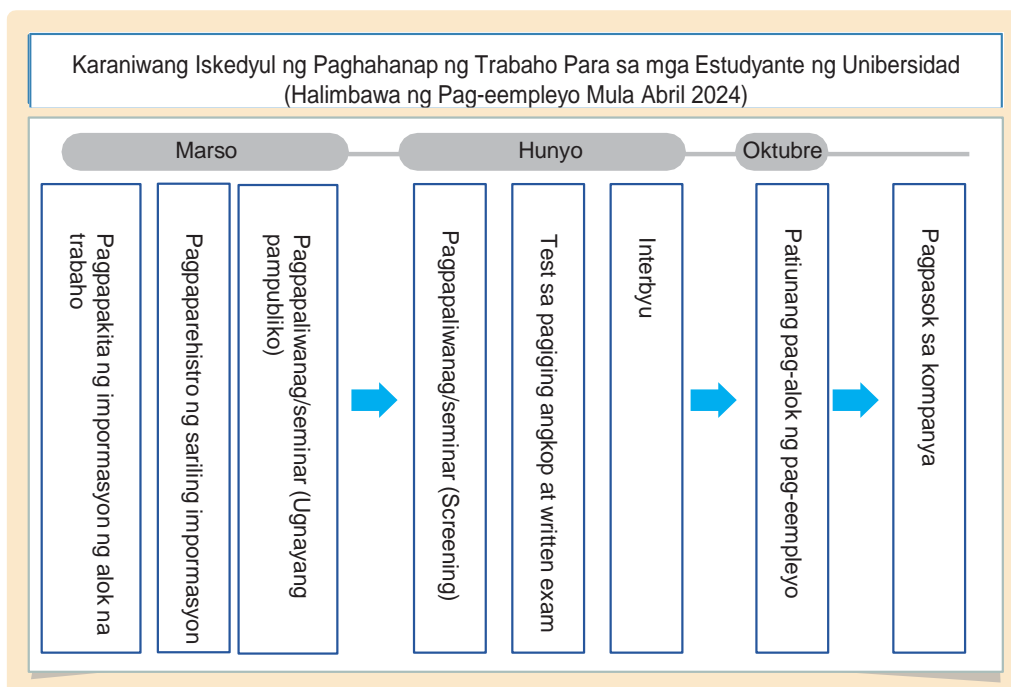 Karaniwang Iskedyul ng Paghahanap ng Trabaho Para sa mga Estudyante ng Unibersidad
(Halimbawa ng Pag-eempleyo Mula Abril 2024)
Marso
Hunyo
Oktubre
Pagpapakita ng impormasyon ng alok na
trabaho
Pagpaparehistro ng sariling impormasyon
Pagpapaliwanag/seminar (Ugnayang
pampubliko)
Pagpapaliwanag/seminar (Screening)
Test sa pagiging angkop at written exam
Interbyu
Patiunang pag-alok ng pag-eempleyo
Pagpasok sa kompanya